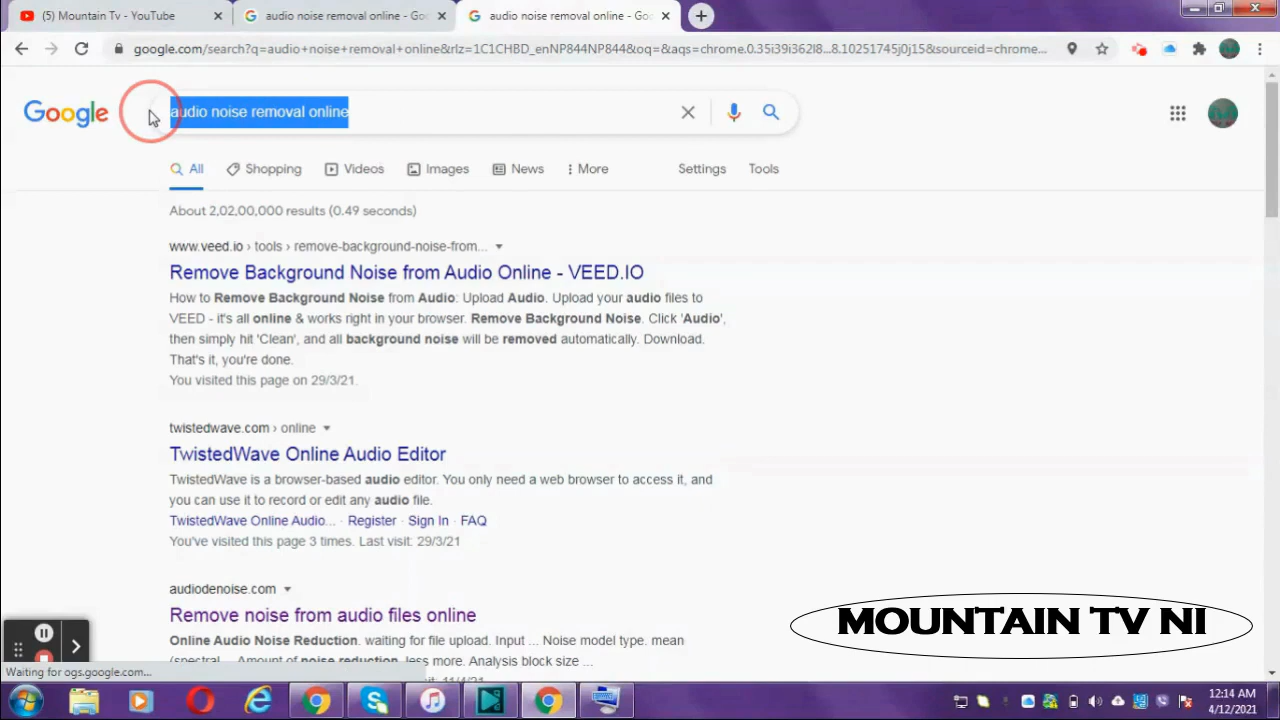 (5) Mountain Tv - YouTube
audio noise removal online - Goo
audio noise removal online - Goo
google.com/search?q=audio+noise+removal+online&rlz=1C1CHBD_enNP844NP844&oq=&aqs=chrome.0.35i39i362l8...8.10251745j0j15&sourceid=chrome...
Google
audio noise removal online
All
Shopping
Videos
Images
News
More
Settings
Tools
About 2,02,00,000 results (0.49 seconds)
www.veed.io › tools › remove-background-noise-from...
Remove Background Noise from Audio Online - VEED.IO
How to Remove Background Noise from Audio: Upload Audio. Upload your audio files to
VEED - it's all online & works right in your browser. Remove Background Noise. Click 'Audio',
then simply hit 'Clean', and all background noise will be removed automatically. Download.
That's it, you're done.
You visited this page on 29/3/21.
twistedwave.com › online
TwistedWave Online Audio Editor
TwistedWave is a browser-based audio editor. You only need a web browser to access it, and
you can use it to record or edit any audio file.
TwistedWave Online Audio... · Register · Sign In · FAQ
You've visited this page 3 times. Last visit: 29/3/21
audiodenoise.com
Remove noise from audio files online
Online Audio Noise Reduction. waiting for file upload. Input ... Noise model type. mean
(spectral ... Amount of noise reduction. less more. Analysis block size ...
MOUNTAIN TV NI
Waiting for ogs.google.com...
12:14 AM
4/12/2021